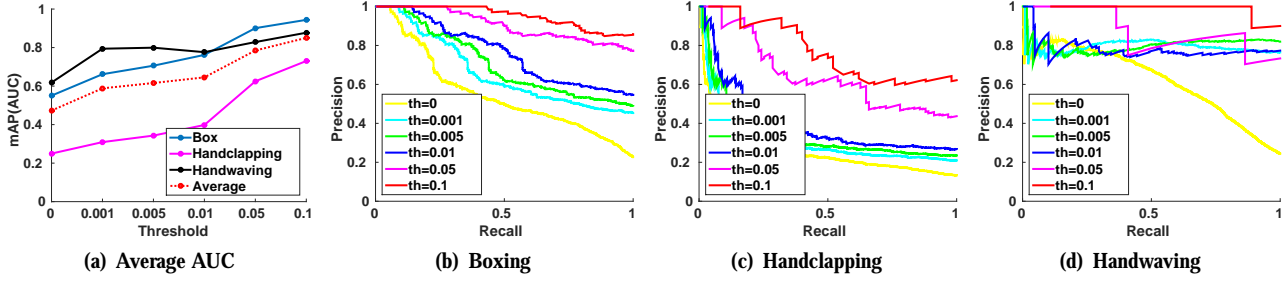 mAP(AUC)
1
0.8
0.6
0.4
0.2
0
0 0.001 0.005 0.01 0.05 0.1
Threshold
Box
Handclapping
Handwaving
Average
(a) Average AUC
Precision
1
0.8
0.6
0.4
0.2
0
0 0.5 1
Recall
th=0
th=0.001
th=0.005
th=0.01
th=0.05
th=0.1
(b) Boxing
Precision
1
0.8
0.6
0.4
0.2
0
0 0.5 1
Recall
th=0
th=0.001
th=0.005
th=0.01
th=0.05
th=0.1
(c) Handclapping
Precision
1
0.8
0.6
0.4
0.2
0
0 0.5 1
Recall
th=0
th=0.001
th=0.005
th=0.01
th=0.05
th=0.1
(d) Handwaving